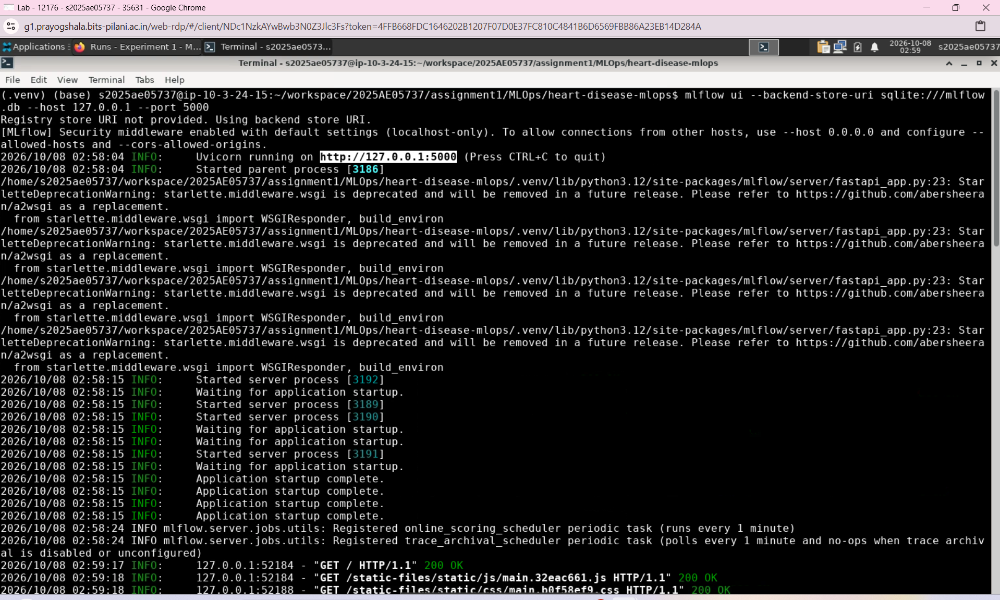 Lab - 12176 - s2025ae05737 - 35631 - Google Chrome
g1.prayogshala.bits-pilani.ac.in/web-rdp/#/client/NDc1NzkAYwBwb3N0Z3Jlc3Fs?token=4FFB668FDC1646202B1207F07D0E37FC810C4841B6D6569FBB86A23EB14D284A
Applications Runs - Experiment 1 - M... Terminal - s2025ae0573... 2026-10-08 02:59 s2025ae05737
Terminal - s2025ae05737@ip-10-3-24-15:~/workspace/2025AE05737/assignment1/MLOps/heart-disease-mlops
File Edit View Terminal Tabs Help
(.venv) (base) s2025ae05737@ip-10-3-24-15:~/workspace/2025AE05737/assignment1/MLOps/heart-disease-mlops$ mlflow ui --backend-store-uri sqlite:///mlflow
.db --host 127.0.0.1 --port 5000
Registry store URI not provided. Using backend store URI.
[MLflow] Security middleware enabled with default settings (localhost-only). To allow connections from other hosts, use --host 0.0.0.0 and configure --
allowed-hosts and --cors-allowed-origins.
2026/10/08 02:58:04 INFO:     Uvicorn running on http://127.0.0.1:5000 (Press CTRL+C to quit)
2026/10/08 02:58:04 INFO:     Started parent process [3186]
/home/s2025ae05737/workspace/2025AE05737/assignment1/MLOps/heart-disease-mlops/.venv/lib/python3.12/site-packages/mlflow/server/fastapi_app.py:23: Star
letteDeprecationWarning: starlette.middleware.wsgi is deprecated and will be removed in a future release. Please refer to https://github.com/abersheera
n/a2wsgi as a replacement.
  from starlette.middleware.wsgi import WSGIResponder, build_environ
/home/s2025ae05737/workspace/2025AE05737/assignment1/MLOps/heart-disease-mlops/.venv/lib/python3.12/site-packages/mlflow/server/fastapi_app.py:23: Star
letteDeprecationWarning: starlette.middleware.wsgi is deprecated and will be removed in a future release. Please refer to https://github.com/abersheera
n/a2wsgi as a replacement.
  from starlette.middleware.wsgi import WSGIResponder, build_environ
/home/s2025ae05737/workspace/2025AE05737/assignment1/MLOps/heart-disease-mlops/.venv/lib/python3.12/site-packages/mlflow/server/fastapi_app.py:23: Star
letteDeprecationWarning: starlette.middleware.wsgi is deprecated and will be removed in a future release. Please refer to https://github.com/abersheera
n/a2wsgi as a replacement.
  from starlette.middleware.wsgi import WSGIResponder, build_environ
/home/s2025ae05737/workspace/2025AE05737/assignment1/MLOps/heart-disease-mlops/.venv/lib/python3.12/site-packages/mlflow/server/fastapi_app.py:23: Star
letteDeprecationWarning: starlette.middleware.wsgi is deprecated and will be removed in a future release. Please refer to https://github.com/abersheera
n/a2wsgi as a replacement.
  from starlette.middleware.wsgi import WSGIResponder, build_environ
2026/10/08 02:58:15 INFO:     Started server process [3192]
2026/10/08 02:58:15 INFO:     Waiting for application startup.
2026/10/08 02:58:15 INFO:     Started server process [3189]
2026/10/08 02:58:15 INFO:     Started server process [3190]
2026/10/08 02:58:15 INFO:     Waiting for application startup.
2026/10/08 02:58:15 INFO:     Waiting for application startup.
2026/10/08 02:58:15 INFO:     Started server process [3191]
2026/10/08 02:58:15 INFO:     Waiting for application startup.
2026/10/08 02:58:15 INFO:     Application startup complete.
2026/10/08 02:58:15 INFO:     Application startup complete.
2026/10/08 02:58:15 INFO:     Application startup complete.
2026/10/08 02:58:15 INFO:     Application startup complete.
2026/10/08 02:58:24 INFO mlflow.server.jobs.utils: Registered online_scoring_scheduler periodic task (runs every 1 minute)
2026/10/08 02:58:24 INFO mlflow.server.jobs.utils: Registered trace_archival_scheduler periodic task (polls every 1 minute and no-ops when trace archiv
al is disabled or unconfigured)
2026/10/08 02:59:17 INFO:     127.0.0.1:52184 - "GET / HTTP/1.1" 200 OK
2026/10/08 02:59:18 INFO:     127.0.0.1:52184 - "GET /static-files/static/js/main.32eac661.js HTTP/1.1" 200 OK
2026/10/08 02:59:18 INFO:     127.0.0.1:52188 - "GET /static-files/static/css/main.b0f58ef9.css HTTP/1.1" 200 OK